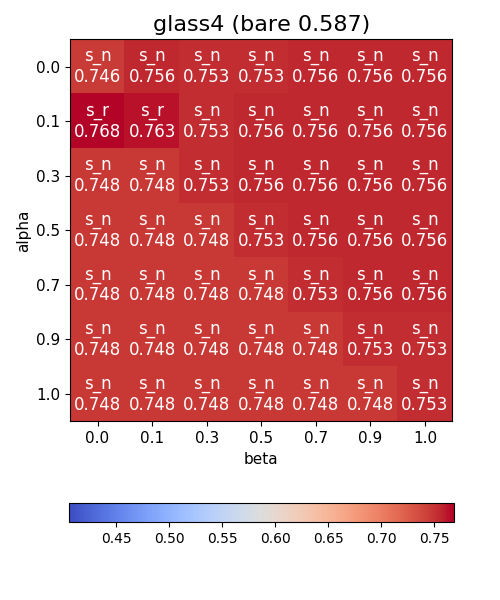 glass4 (bare 0.587)
s_n s_n s_n s_n s_n s_n s_n
0.0 0.746 0.756 0.753 0.753 0.756 0.756 0.756
s_r s_r s_n s_n s_n s_n s_n
0.1 0.768 0.763 0.753 0.756 0.756 0.756 0.756
s_n s_n s_n s_n s_n s_n s_n
0.3 0.748 0.748 0.753 0.756 0.756 0.756 0.756
s_n s_n s_n s_n s_n s_n s_n
0.5 0.748 0.748 0.748 0.753 0.756 0.756 0.756
s_n s_n s_n s_n s_n s_n s_n
0.7 0.748 0.748 0.748 0.748 0.753 0.756 0.756
s_n s_n s_n s_n s_n s_n s_n
0.9 0.748 0.748 0.748 0.748 0.748 0.753 0.753
s_n s_n s_n s_n s_n s_n s_n
1.0 0.748 0.748 0.748 0.748 0.748 0.748 0.753
alpha
0.0 0.1 0.3 0.5 0.7 0.9 1.0
beta
0.45 0.50 0.55 0.60 0.65 0.70 0.75